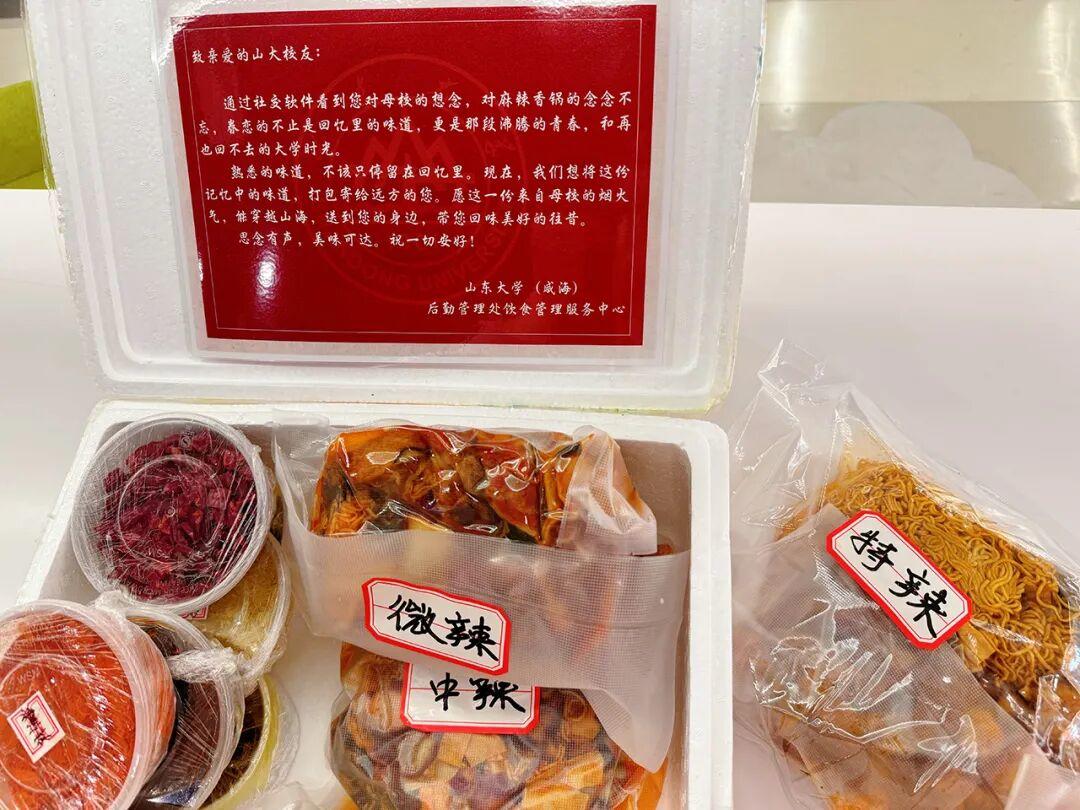 致亲爱的山大校友：
通过社交软件看到您对母校的想念，对麻辣香锅的念念不
忘，眷恋的不止是回忆里的味道，更是那段沸腾的青春，和再
也回不去的大学时光。
熟悉的味道，不该只停留在回忆里。现在，我们想将这份
记忆中的味道，打包寄给远方的您。愿这一份来自母校的烟火
气，能穿越山海，送到您的身边，带您回味美好的往昔。
思念有声，美味可达。祝一切安好！
山东大学（威海）
后勤管理处饮食管理服务中心
微辣
中辣
特辣